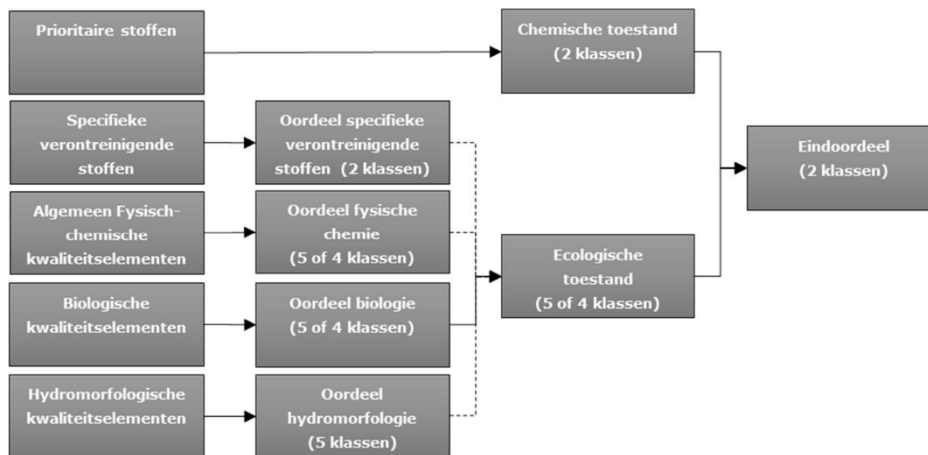 Prioritaire stoffen
Chemische toestand
(2 klassen)
Specifieke
verontreinigende
stoffen
Oordeel specifieke
verontreinigende
stoffen (2 klassen)
Eindoordeel
(2 klassen)
Algemeen Fysisch-
chemische
kwaliteitselementen
Oordeel fysische
chemie
(5 of 4 klassen)
Ecologische
toestand
(5 of 4 klassen)
Biologische
kwaliteitselementen
Oordeel biologie
(5 of 4 klassen)
Hydromorfologische
kwaliteitselementen
Oordeel
hydromorfologie
(5 klassen)